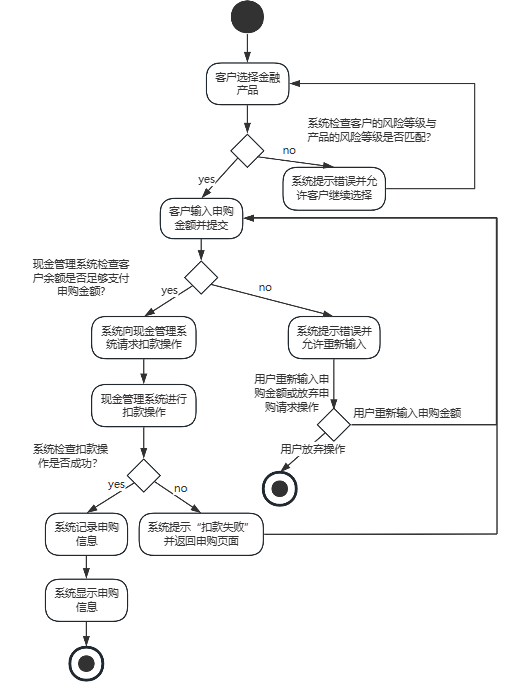 客户选择金融
产品
系统检查客户的风险等级与
产品的风险等级是否匹配?
no
yes
系统提示错误并允
许客户继续选择
客户输入申购
金额并提交
现金管理系统检查客
户余额是否足够支付
申购金额?
yes
no
系统向现金管理系
统请求扣款操作
系统提示错误并
允许重新输入
现金管理系统进行
扣款操作
用户重新输入申
购金额或放弃申
购请求操作
用户重新输入申购金额
用户放弃操作
系统检查扣款操
作是否成功?
yes
no
系统记录申购
信息
系统提示“扣款失败”
并返回申购页面
系统显示申购
信息